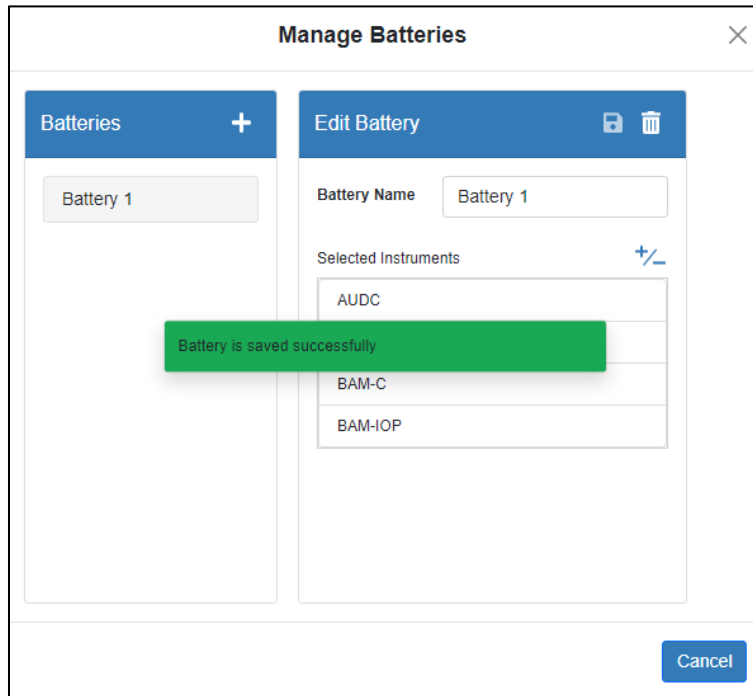 Manage Batteries
Batteries
Edit Battery
Battery 1
Battery Name
Battery 1
Selected Instruments
AUDC
Battery is saved successfully
BAM-C
BAM-IOP
Cancel